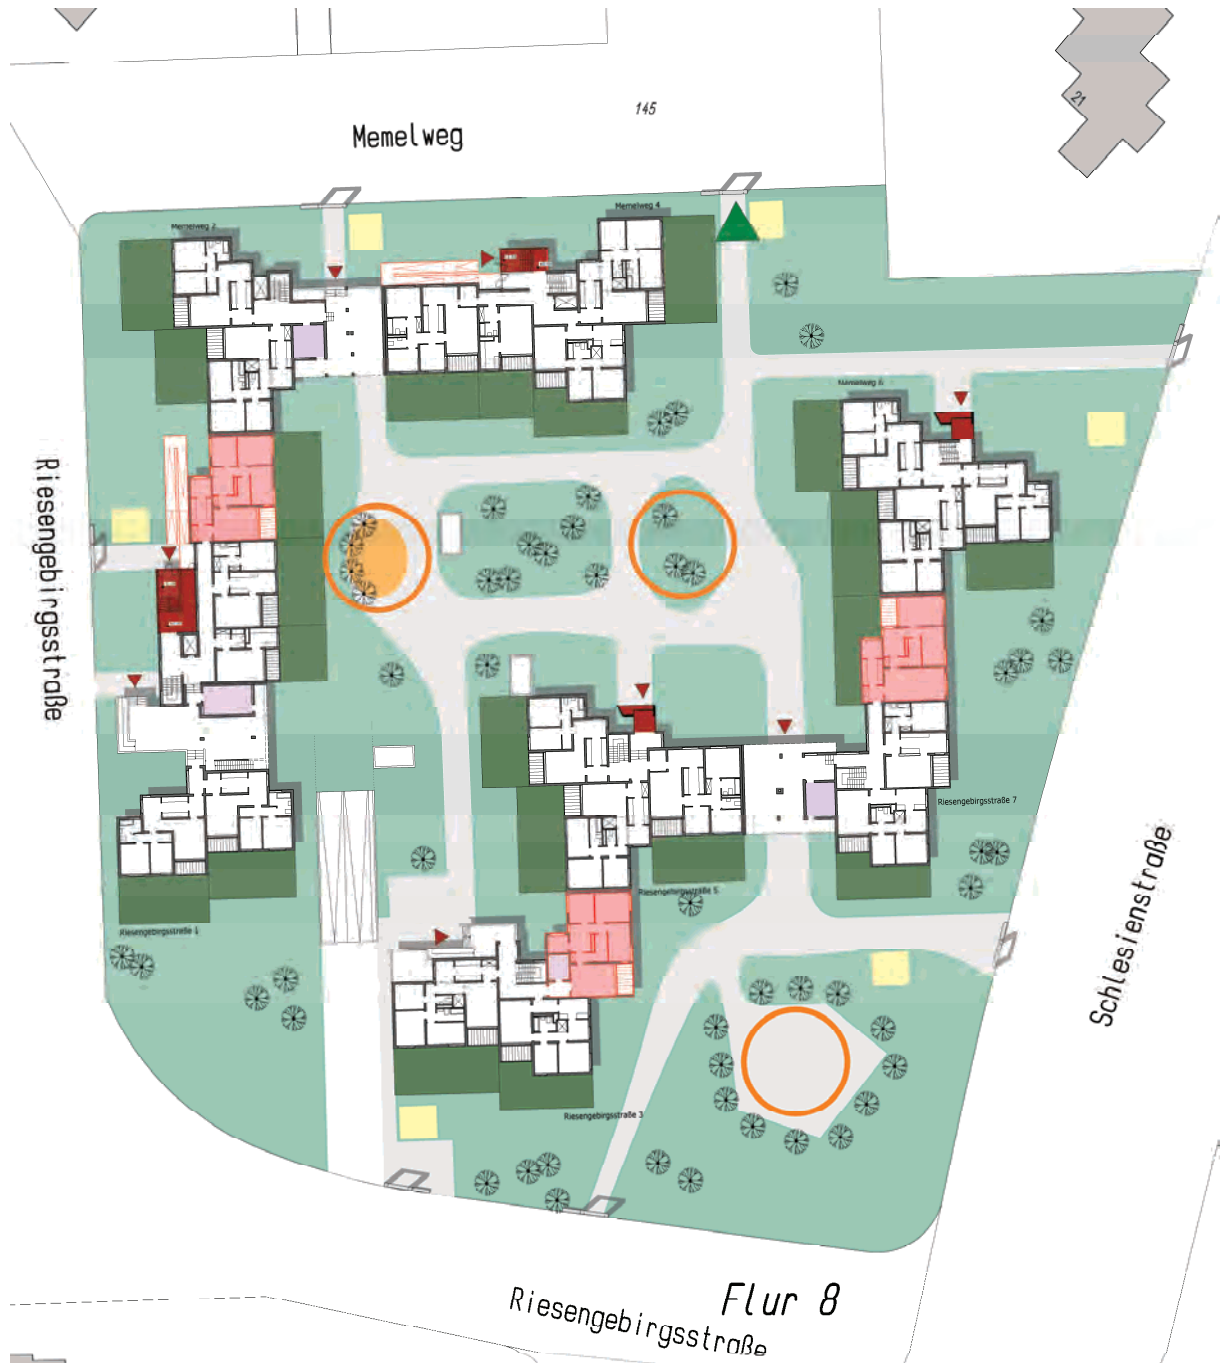 145
Memelweg
21
Memelweg 4
Memelweg 2
Memelweg 6
Riesengebirgsstraße
Riesengebirgsstraße 7
Schlesienstraße
Riesengebirgsstraße 5
Riesengebirgsstraße 1
Riesengebirgsstraße 3
Flur 8
Riesengebirgsstraße